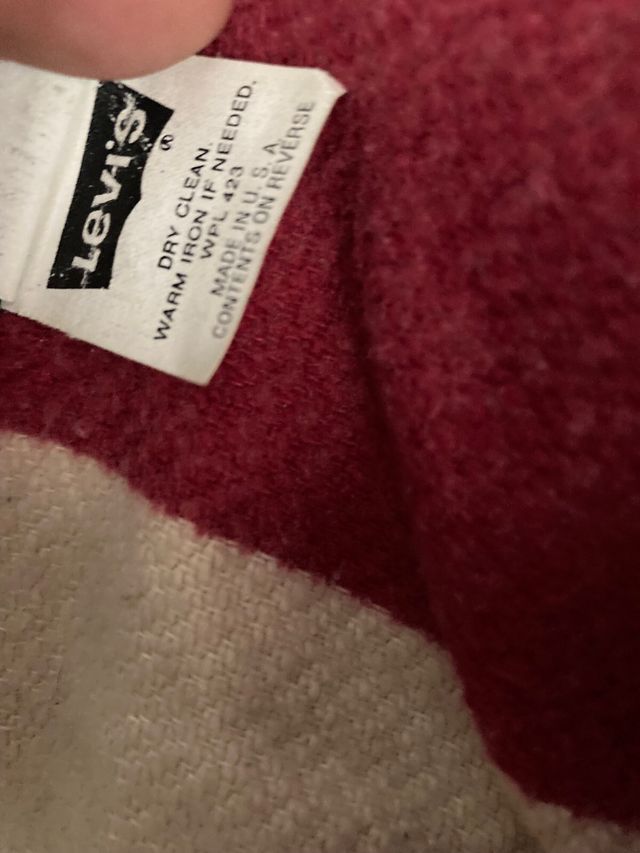 Levi's®
DRY CLEAN.
WARM IRON IF NEEDED.
WPL 423
MADE IN U.S.A.
CONTENTS ON REVERSE